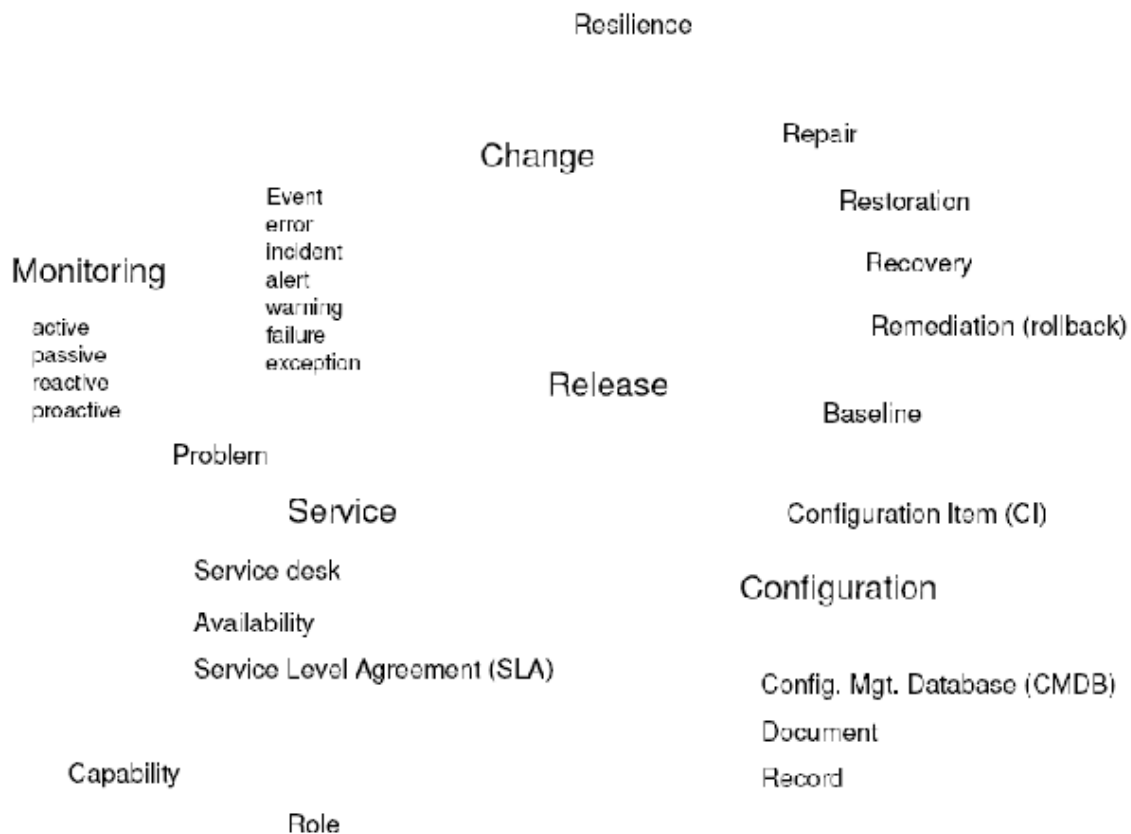 Resilience
Repair
Change
Event
Restoration
error
incident
Recovery
Monitoring
alert
warning
active
failure
Remediation (rollback)
passive
exception
reactive
Release
proactive
Baseline
Problem
Service
Configuration Item (CI)
Service desk
Configuration
Availability
Service Level Agreement (SLA)
Config. Mgt. Database (CMDB)
Document
Capability
Record
Role